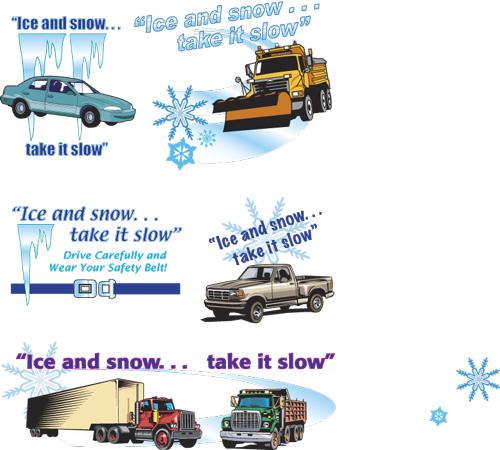 "Ice and snow...
take it slow"
"Ice and snow . . .
take it slow"
"Ice and snow. . .
take it slow"
Drive Carefully and
Wear Your Safety Belt!
"Ice and snow. . .
take it slow"
"Ice and snow. . . take it slow"